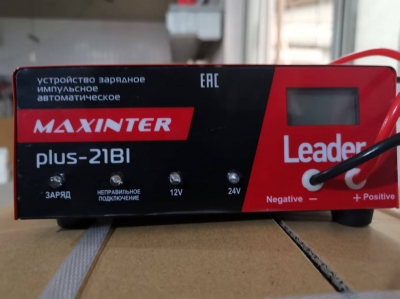 устройство зарядное
импульсное
автоматическое
EAC
MAXINTER
plus-21BI
Leader
ЗАРЯД
НЕПРАВИЛЬНОЕ
ПОДКЛЮЧЕНИЕ
12V
24V
Negative −
+ Positive